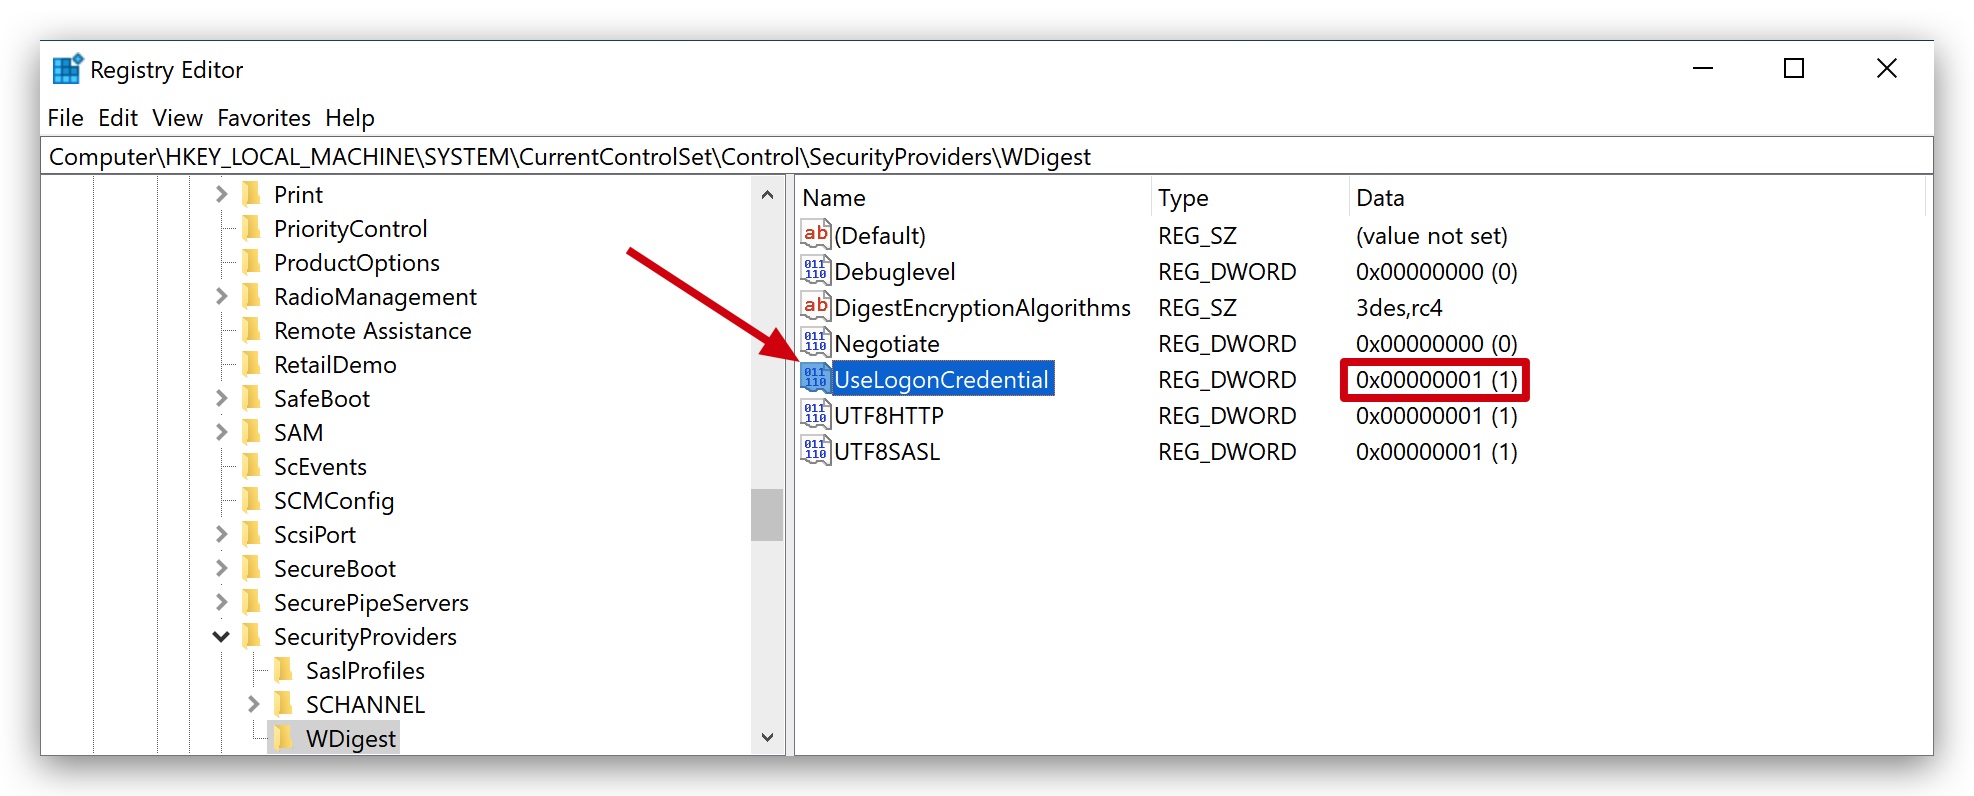 Registry Editor
File Edit View Favorites Help
Computer\HKEY_LOCAL_MACHINE\SYSTEM\CurrentControlSet\Control\SecurityProviders\WDigest
Print
PriorityControl
ProductOptions
RadioManagement
Remote Assistance
RetailDemo
SafeBoot
SAM
ScEvents
SCMConfig
ScsiPort
SecureBoot
SecurePipeServers
SecurityProviders
SaslProfiles
SCHANNEL
WDigest
Name Type Data
(Default) REG_SZ (value not set)
Debuglevel REG_DWORD 0x00000000 (0)
DigestEncryptionAlgorithms REG_SZ 3des,rc4
Negotiate REG_DWORD 0x00000000 (0)
UseLogonCredential REG_DWORD 0x00000001 (1)
UTF8HTTP REG_DWORD 0x00000001 (1)
UTF8SASL REG_DWORD 0x00000001 (1)